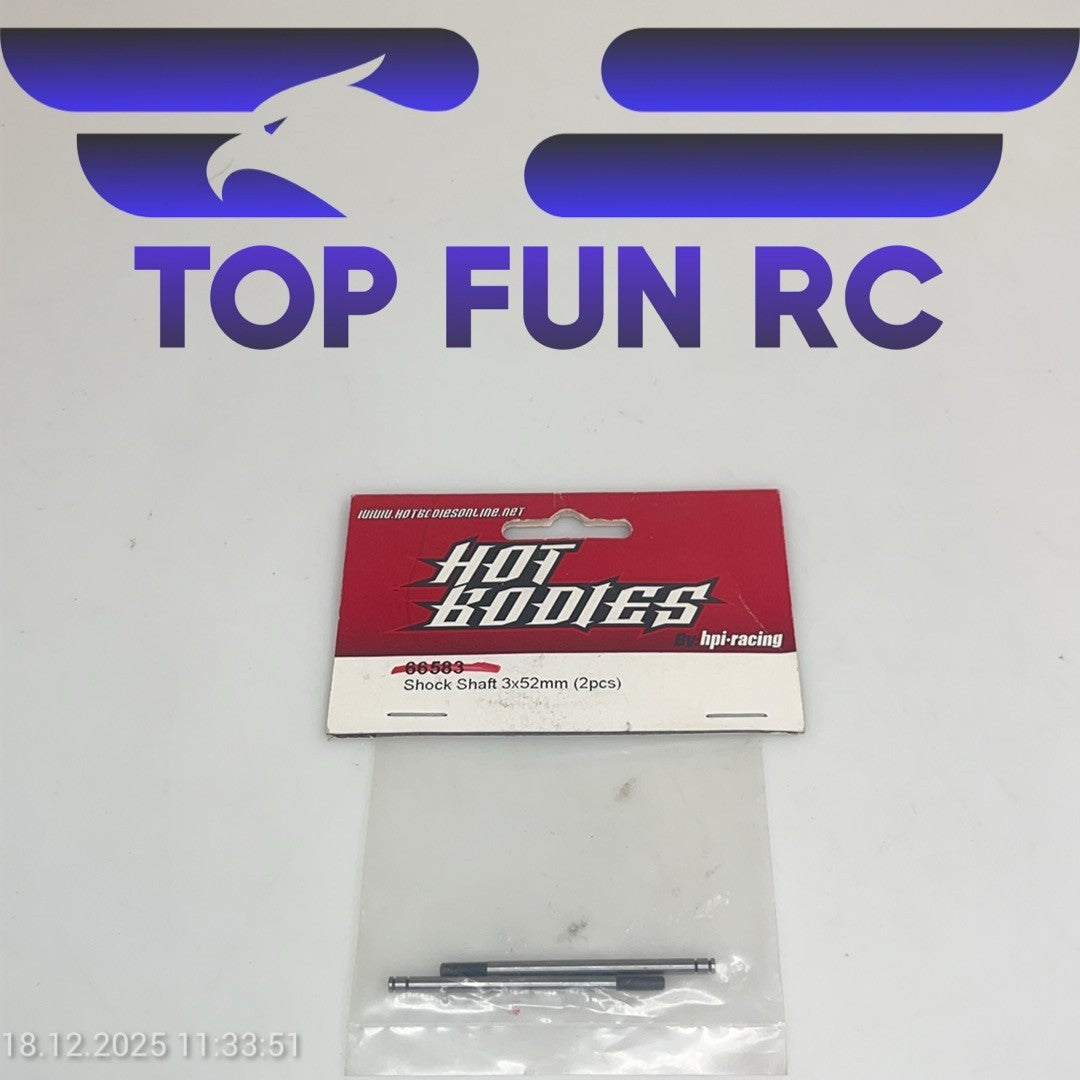 TOP FUN RC
www.hotbodiesonline.net
HOT
BODIES
By:hpi·racing
66583
Shock Shaft 3x52mm (2pcs)
18.12.2025 11:33:51